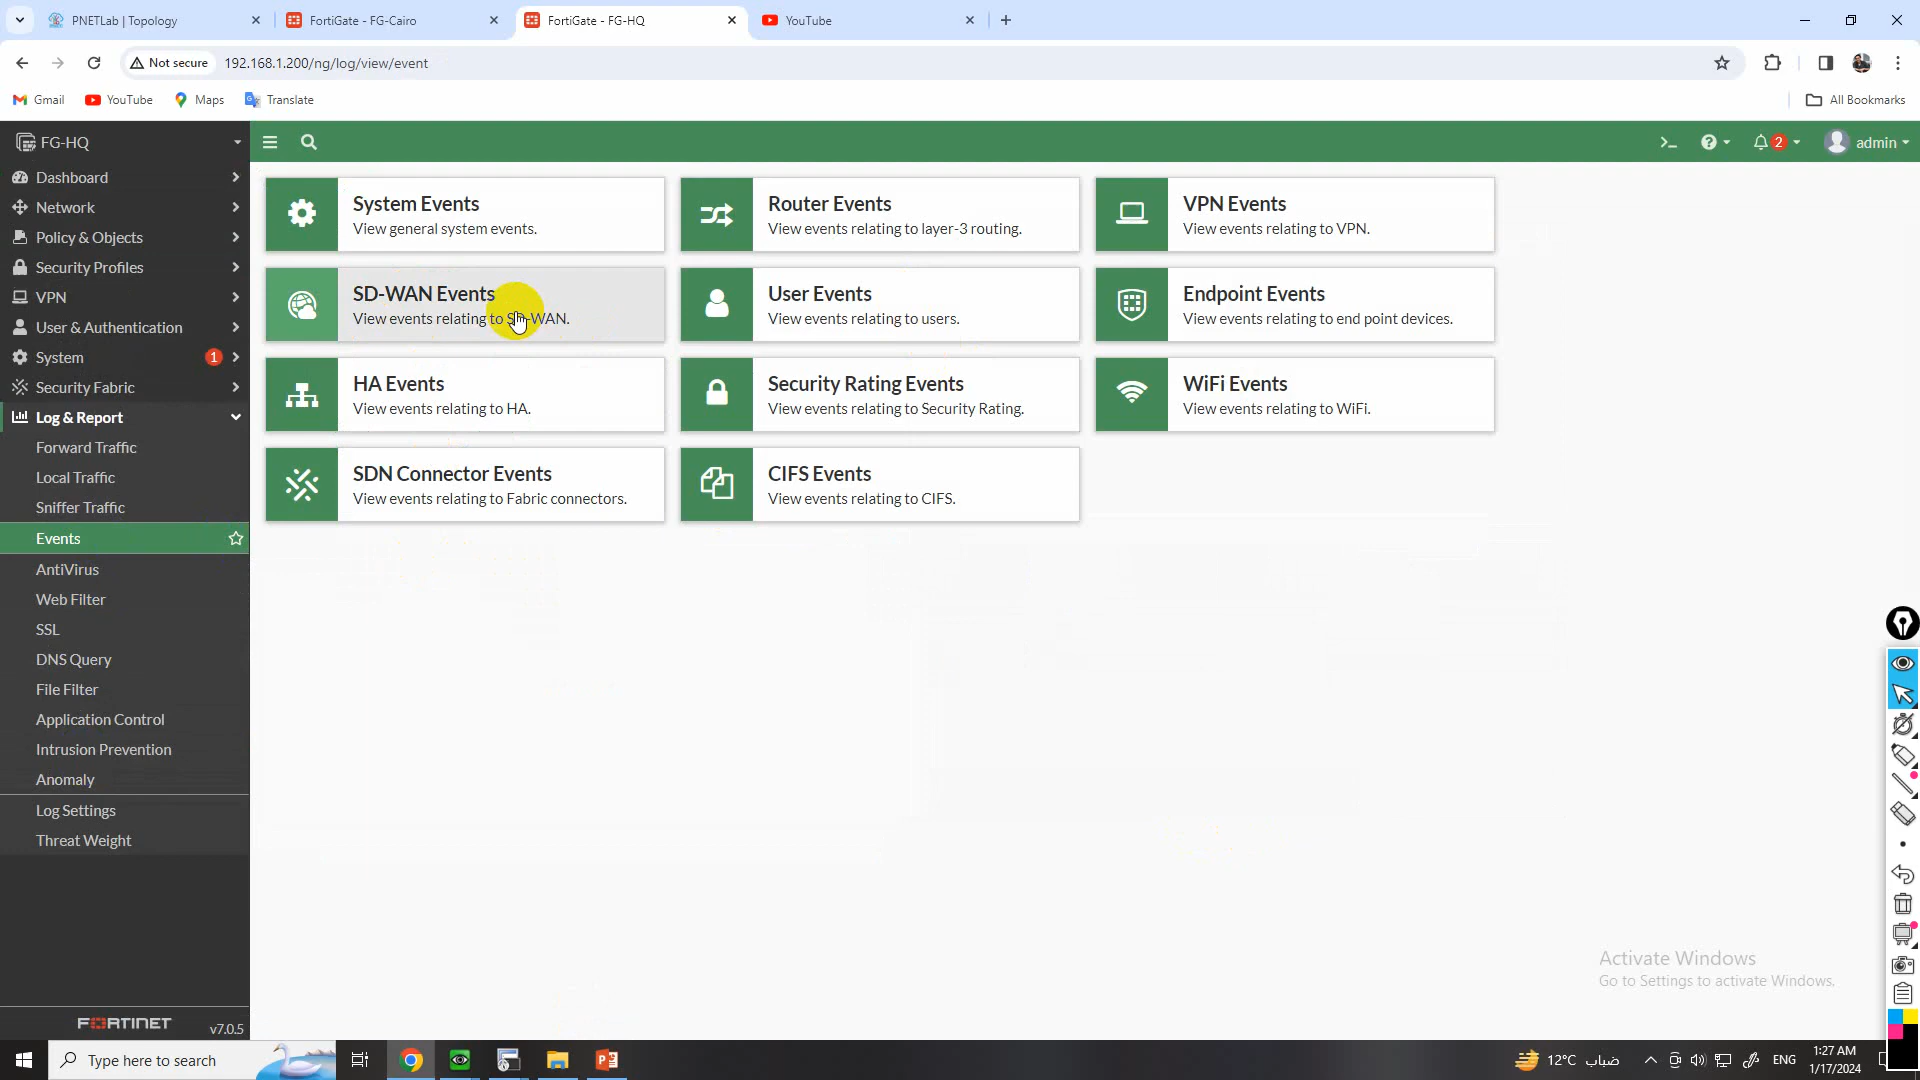 PNETLab | Topology
FortiGate - FG-Cairo
FortiGate - FG-HQ
YouTube
Not secure
192.168.1.200/ng/log/view/event
Gmail
YouTube
Maps
Translate
All Bookmarks
FG-HQ
2
admin
Dashboard
Network
Policy & Objects
Security Profiles
VPN
User & Authentication
System
1
Security Fabric
Log & Report
Forward Traffic
Local Traffic
Sniffer Traffic
Events
AntiVirus
Web Filter
SSL
DNS Query
File Filter
Application Control
Intrusion Prevention
Anomaly
Log Settings
Threat Weight
FORTINET
v7.0.5
System Events
View general system events.
Router Events
View events relating to layer-3 routing.
VPN Events
View events relating to VPN.
SD-WAN Events
View events relating to SD-WAN.
User Events
View events relating to users.
Endpoint Events
View events relating to end point devices.
HA Events
View events relating to HA.
Security Rating Events
View events relating to Security Rating.
WiFi Events
View events relating to WiFi.
SDN Connector Events
View events relating to Fabric connectors.
CIFS Events
View events relating to CIFS.
Activate Windows
Go to Settings to activate Windows.
Type here to search
12°C
ضباب
ENG
1:27 AM
1/17/2024